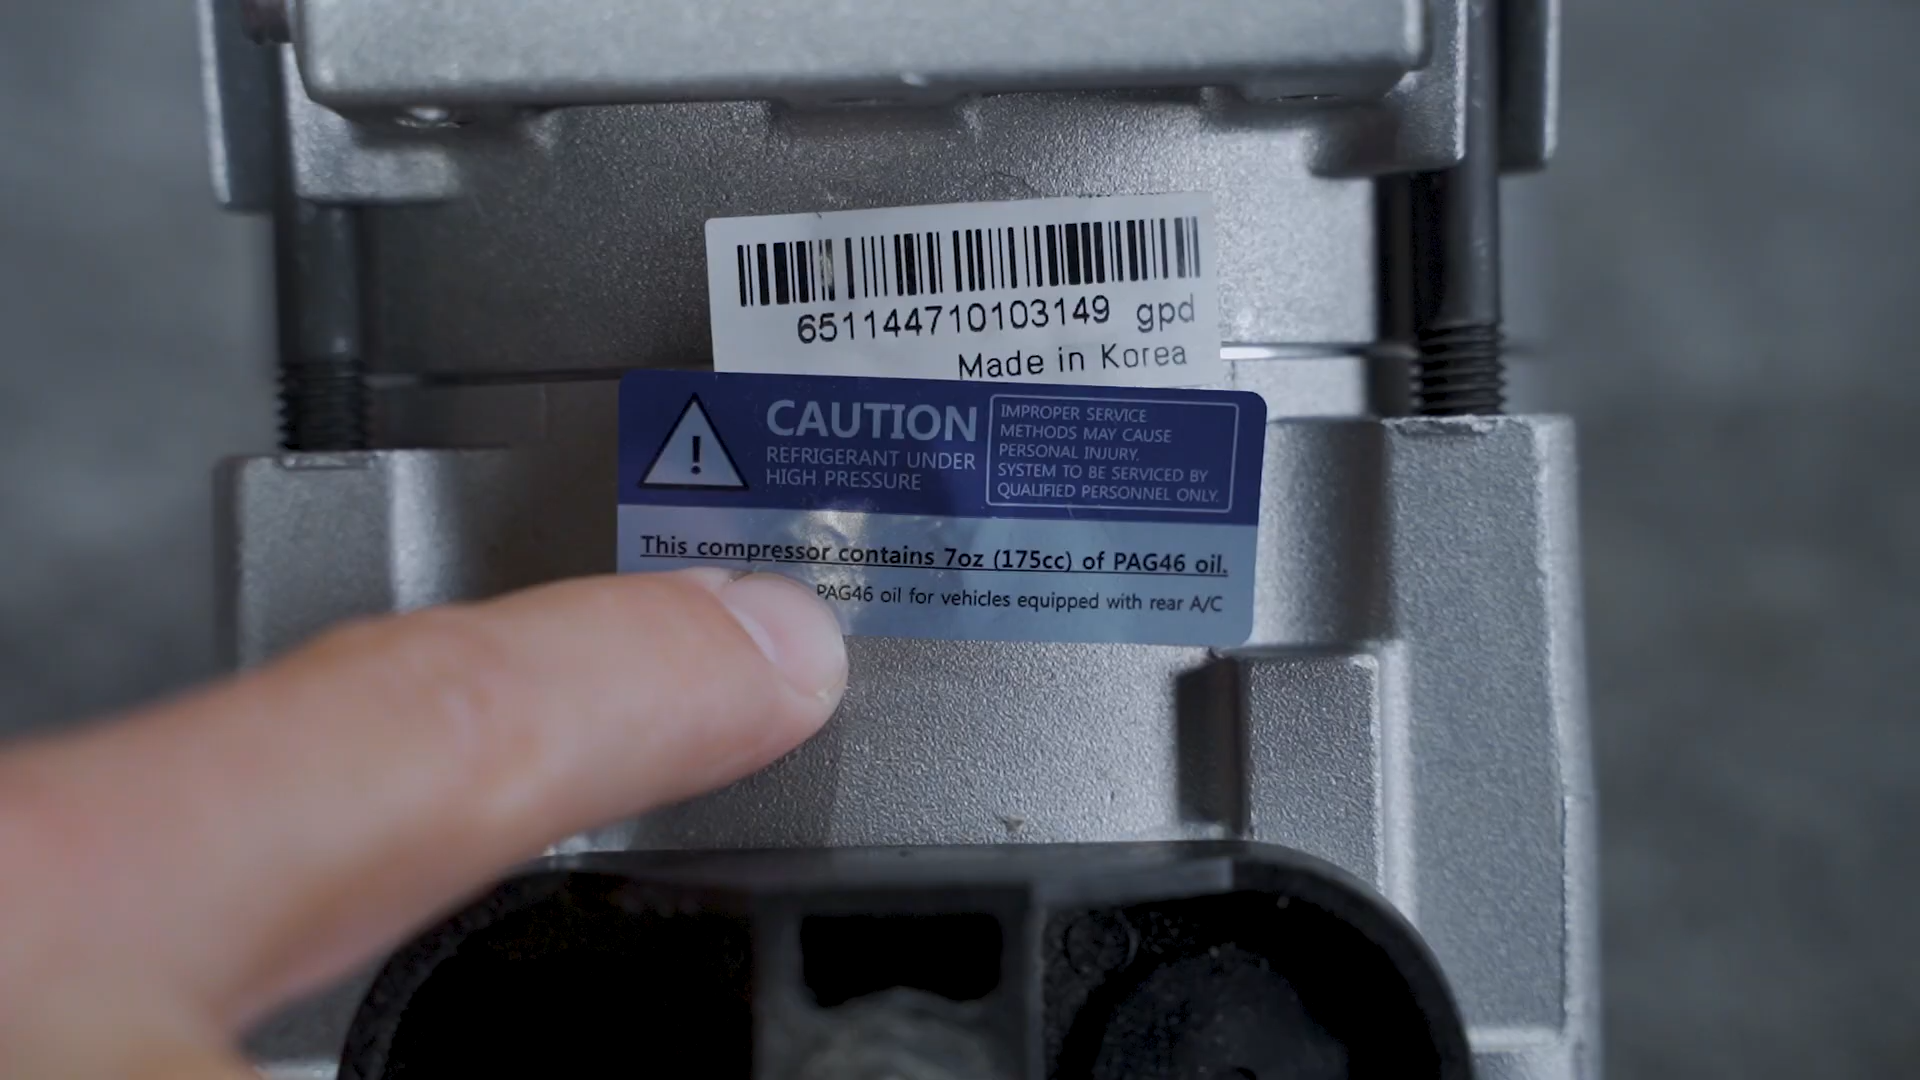 651144710103149 gpd
Made in Korea
CAUTION
REFRIGERANT UNDER
HIGH PRESSURE
IMPROPER SERVICE
METHODS MAY CAUSE
PERSONAL INJURY.
SYSTEM TO BE SERVICED BY
QUALIFIED PERSONNEL ONLY.
This compressor contains 7oz (175cc) of PAG46 oil.
PAG46 oil for vehicles equipped with rear A/C